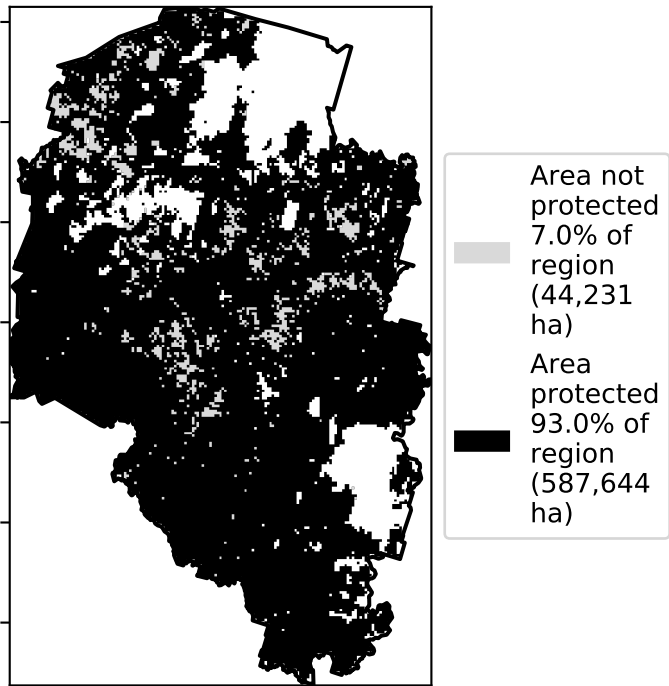 Area not
protected
7.0% of
region
(44,231
ha)
Area
protected
93.0% of
region
(587,644
ha)